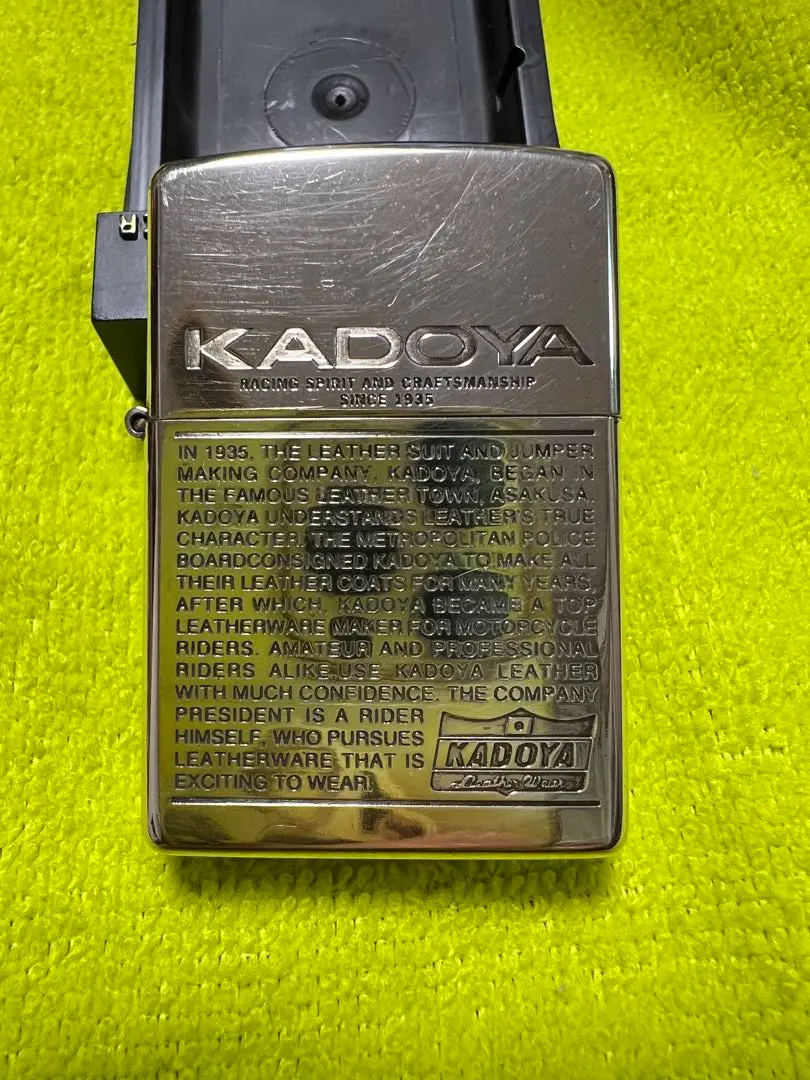 KADOYA
RACING SPIRIT AND CRAFTSMANSHIP
SINCE 1935
IN 1935, THE LEATHER SUIT AND JUMPER
MAKING COMPANY, KADOYA, BEGAN IN
THE FAMOUS LEATHER TOWN, ASAKUSA.
KADOYA UNDERSTANDS LEATHER'S TRUE
CHARACTER. THE METROPOLITAN POLICE
BOARDCONSIGNED KADOYA TO MAKE ALL
THEIR LEATHER COATS FOR MANY YEARS,
AFTER WHICH, KADOYA BECAME A TOP
LEATHERWARE MAKER FOR MOTORCYCLE
RIDERS. AMATEUR AND PROFESSIONAL
RIDERS ALIKE,USE KADOYA LEATHER
WITH MUCH CONFIDENCE. THE COMPANY
PRESIDENT IS A RIDER
HIMSELF, WHO PURSUES
LEATHERWARE THAT IS
EXCITING TO WEAR.
KADOYA
Leather Wear